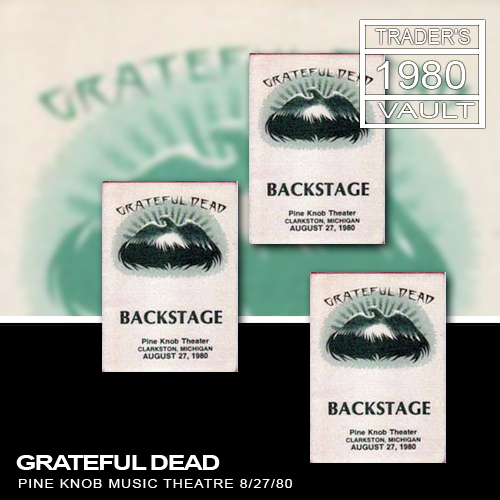 GRATEFUL DEAD
TRADER'S
1980
VAULT
GRATEFUL DEAD
BACKSTAGE
Pine Knob Theater
CLARKSTON, MICHIGAN
AUGUST 27, 1980
GRATEFUL DEAD
BACKSTAGE
Pine Knob Theater
CLARKSTON, MICHIGAN
AUGUST 27, 1980
GRATEFUL DEAD
BACKSTAGE
Pine Knob Theater
CLARKSTON, MICHIGAN
AUGUST 27, 1980
GRATEFUL DEAD
PINE KNOB MUSIC THEATRE 8/27/80